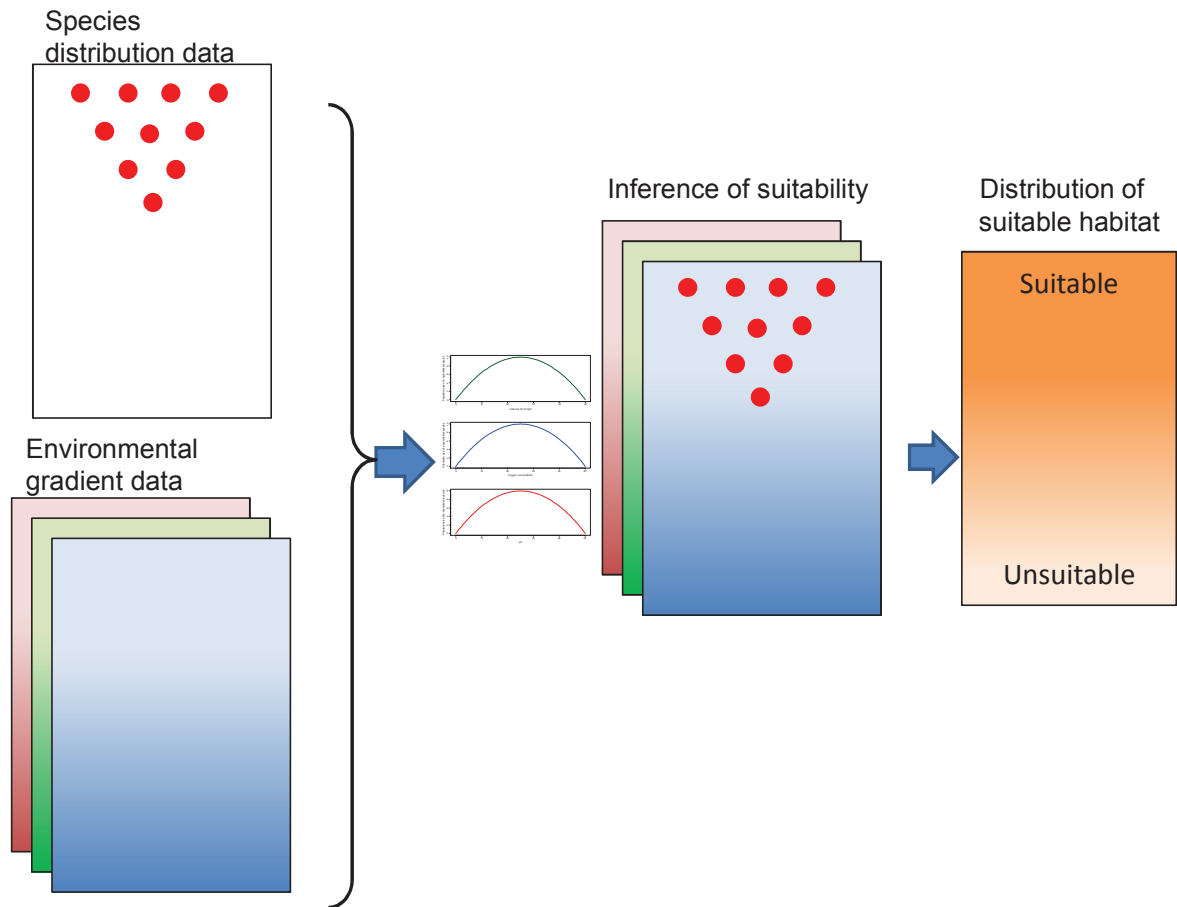 Species
distribution data
Environmental
gradient data
Inference of suitability
Distribution of
suitable habitat
Suitable
Unsuitable